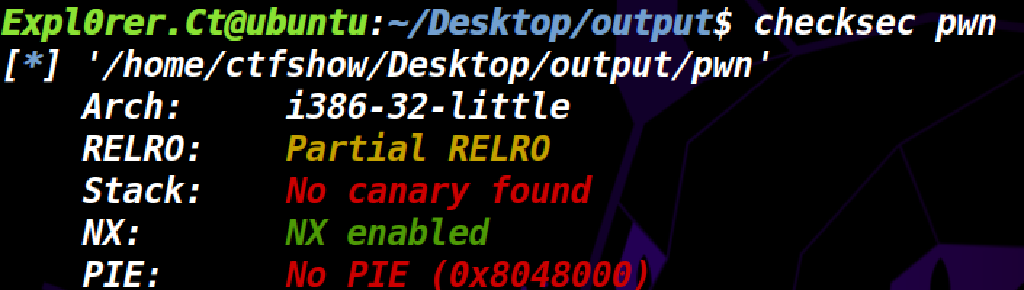 Expl0rer.Ct@ubuntu:~/Desktop/output$ checksec pwn
[*] '/home/ctfshow/Desktop/output/pwn'
Arch: i386-32-little
RELRO: Partial RELRO
Stack: No canary found
NX: NX enabled
PIE: No PIE (0x8048000)